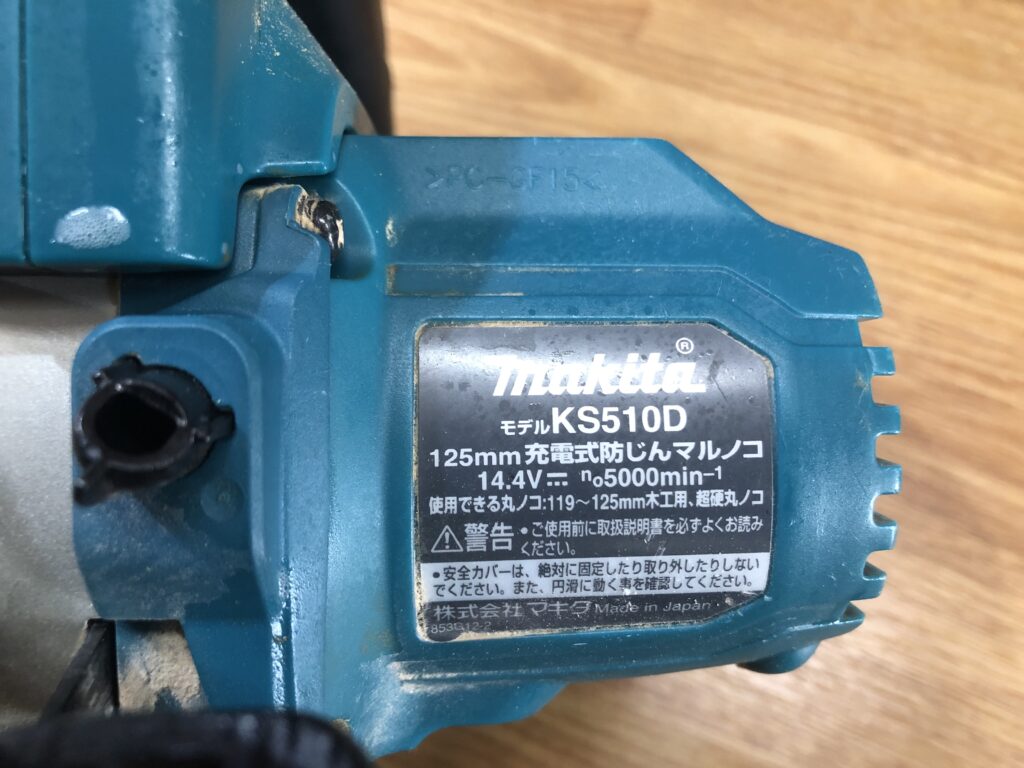 >PC-GF15<
makita®
モデルKS510D
125mm充電式防じんマルノコ
14.4V⎓ n₀5000min⁻¹
使用できる丸ノコ:119～125mm木工用、超硬丸ノコ
⚠警告 •ご使用前に取扱説明書を必ずよくお読み
ください。
•安全カバーは、絶対に固定したり取り外したりしない
でください。また、円滑に動く事を確認してください。
株式会社マキタ Made in Japan
853G12-2